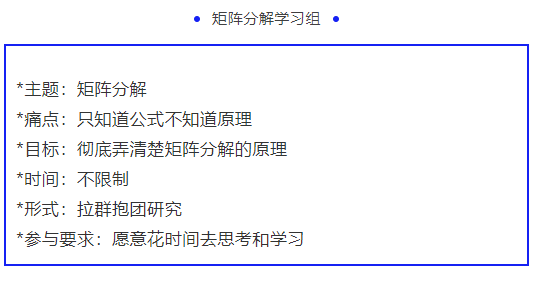 矩阵分解学习组
*主题：矩阵分解
*痛点：只知道公式不知道原理
*目标：彻底弄清楚矩阵分解的原理
*时间：不限制
*形式：拉群抱团研究
*参与要求：愿意花时间去思考和学习